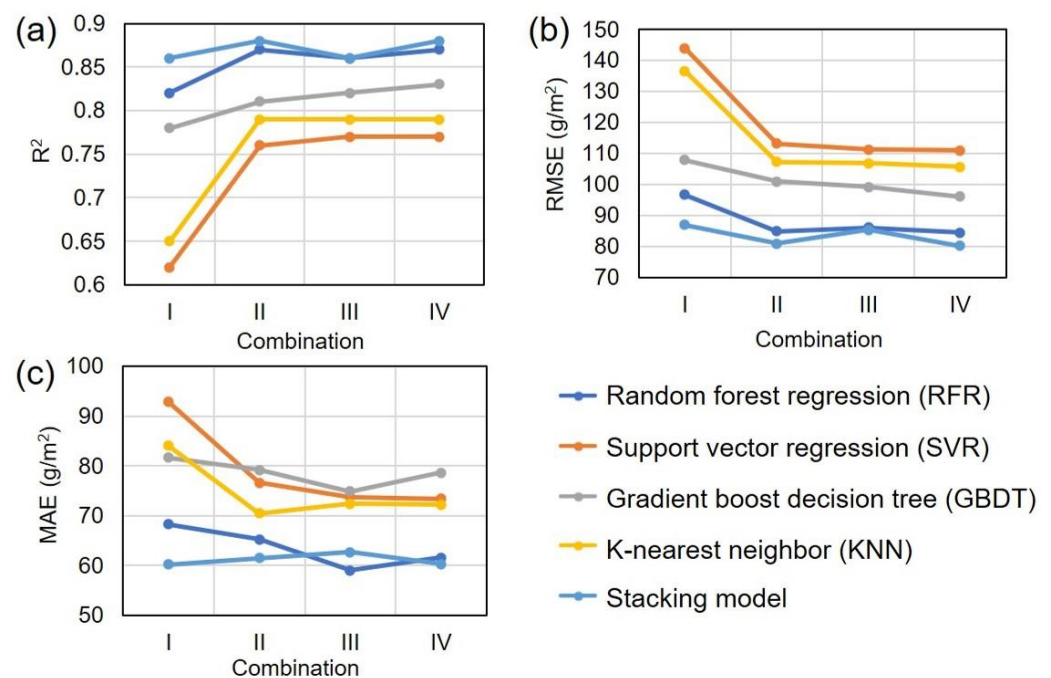 (a)
0.9
0.85
0.8
0.75
0.7
0.65
0.6
R²
I II III IV
Combination
(b)
150
140
130
120
110
100
90
80
70
RMSE (g/m²)
I II III IV
Combination
(c)
100
90
80
70
60
50
MAE (g/m²)
I II III IV
Combination
Random forest regression (RFR)
Support vector regression (SVR)
Gradient boost decision tree (GBDT)
K-nearest neighbor (KNN)
Stacking model